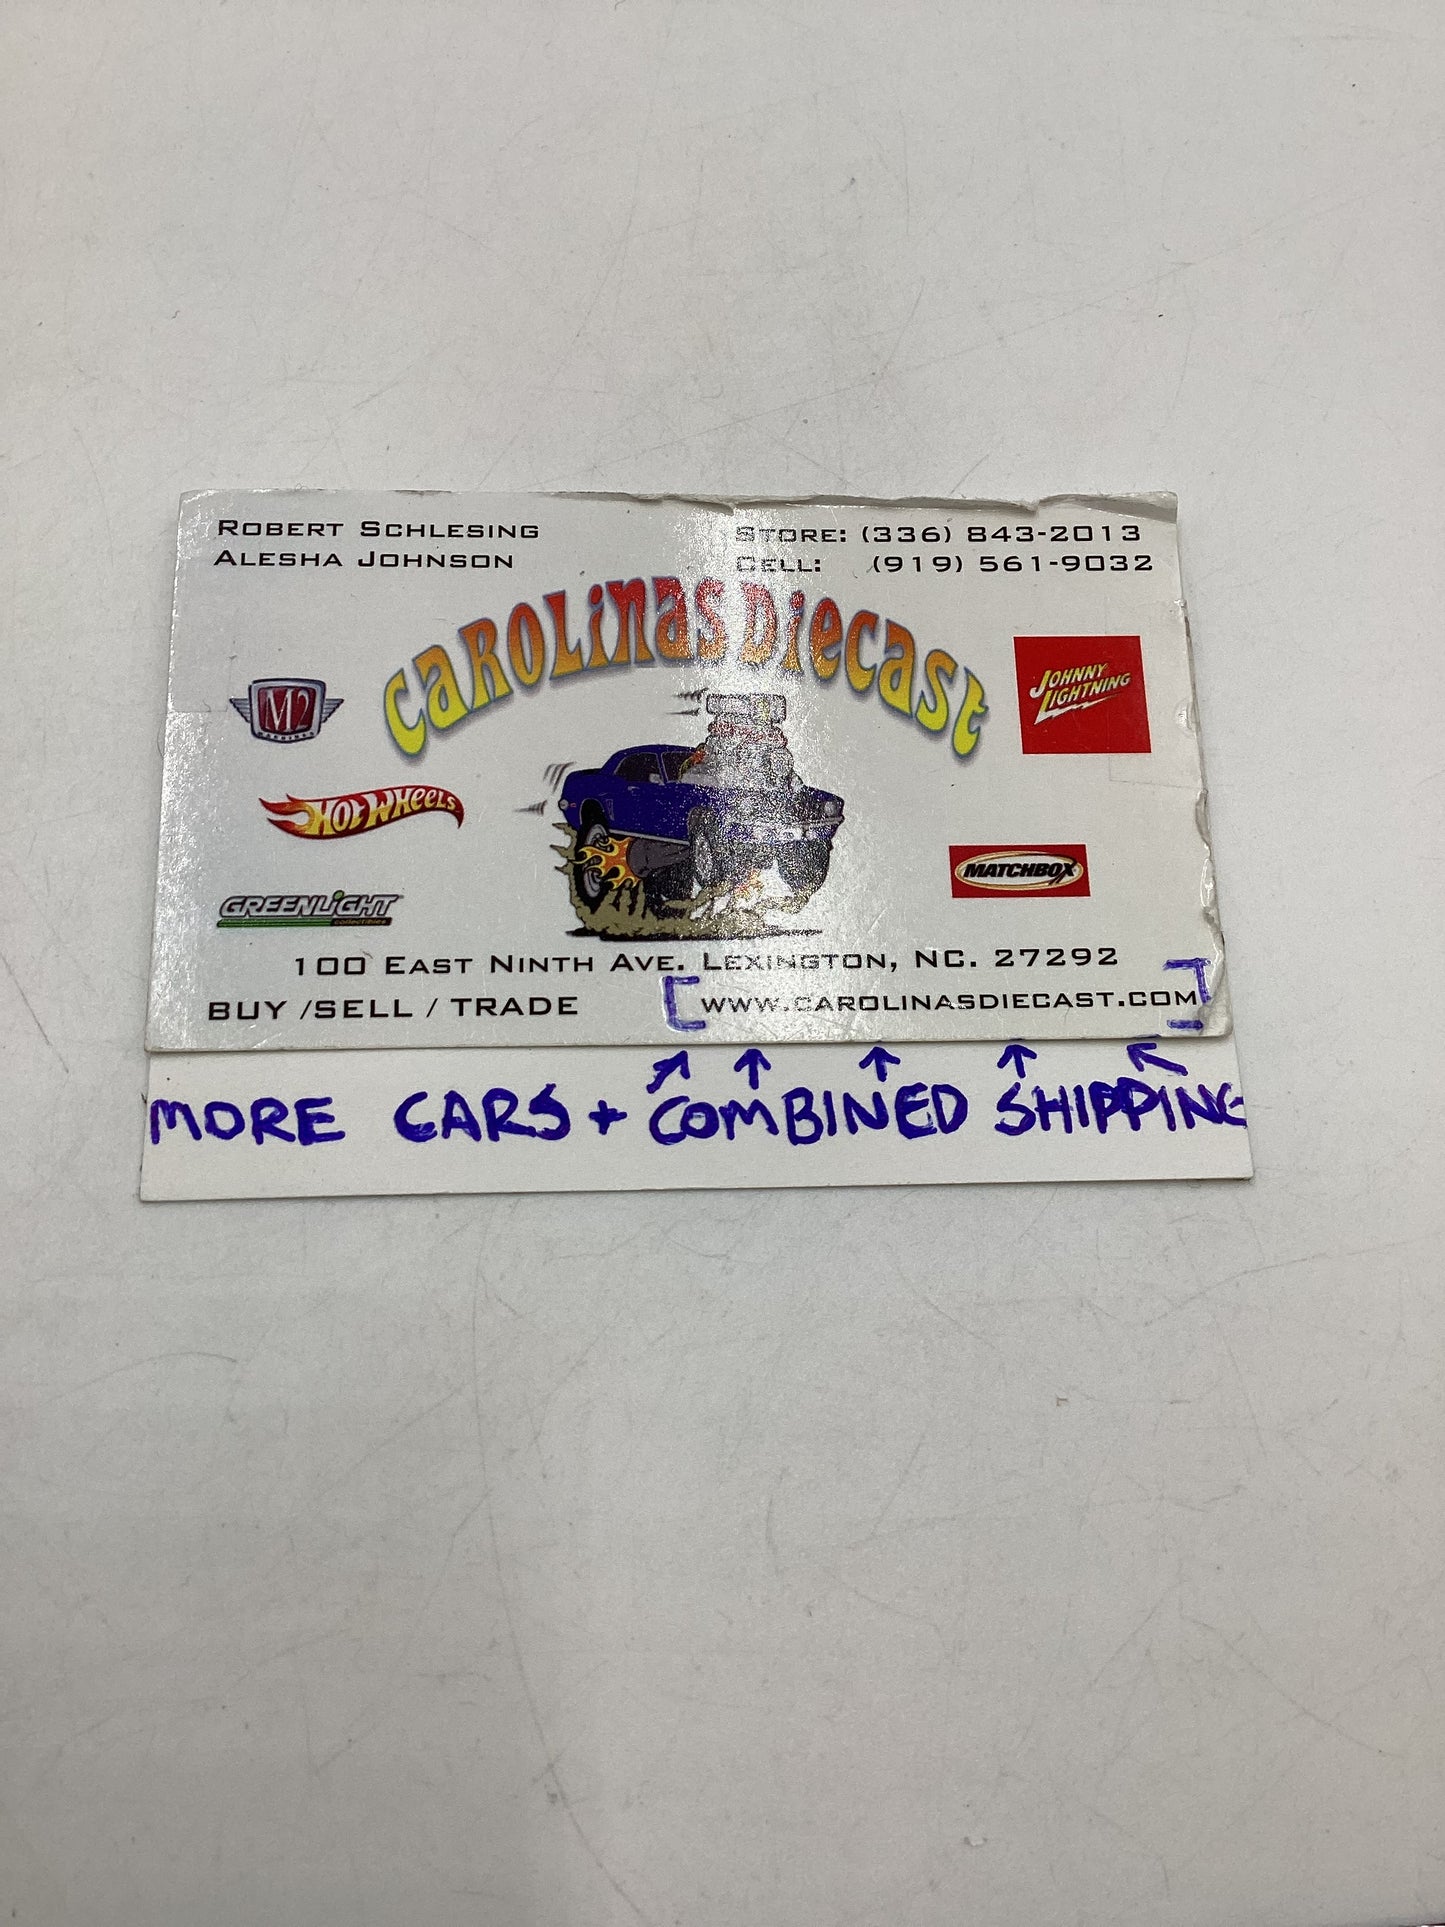 ROBERT SCHLESING
ALESHA JOHNSON
STORE: (336) 843-2013
CELL: (919) 561-9032
CAROLINAS DIECAST
M2
MACHINES
JOHNNY LIGHTNING
HOT WHEELS
MATCHBOX
GREENLIGHT
collectibles
100 EAST NINTH AVE. LEXINGTON, NC. 27292
BUY /SELL / TRADE
[WWW.CAROLINASDIECAST.COM]
MORE CARS + COMBINED SHIPPING